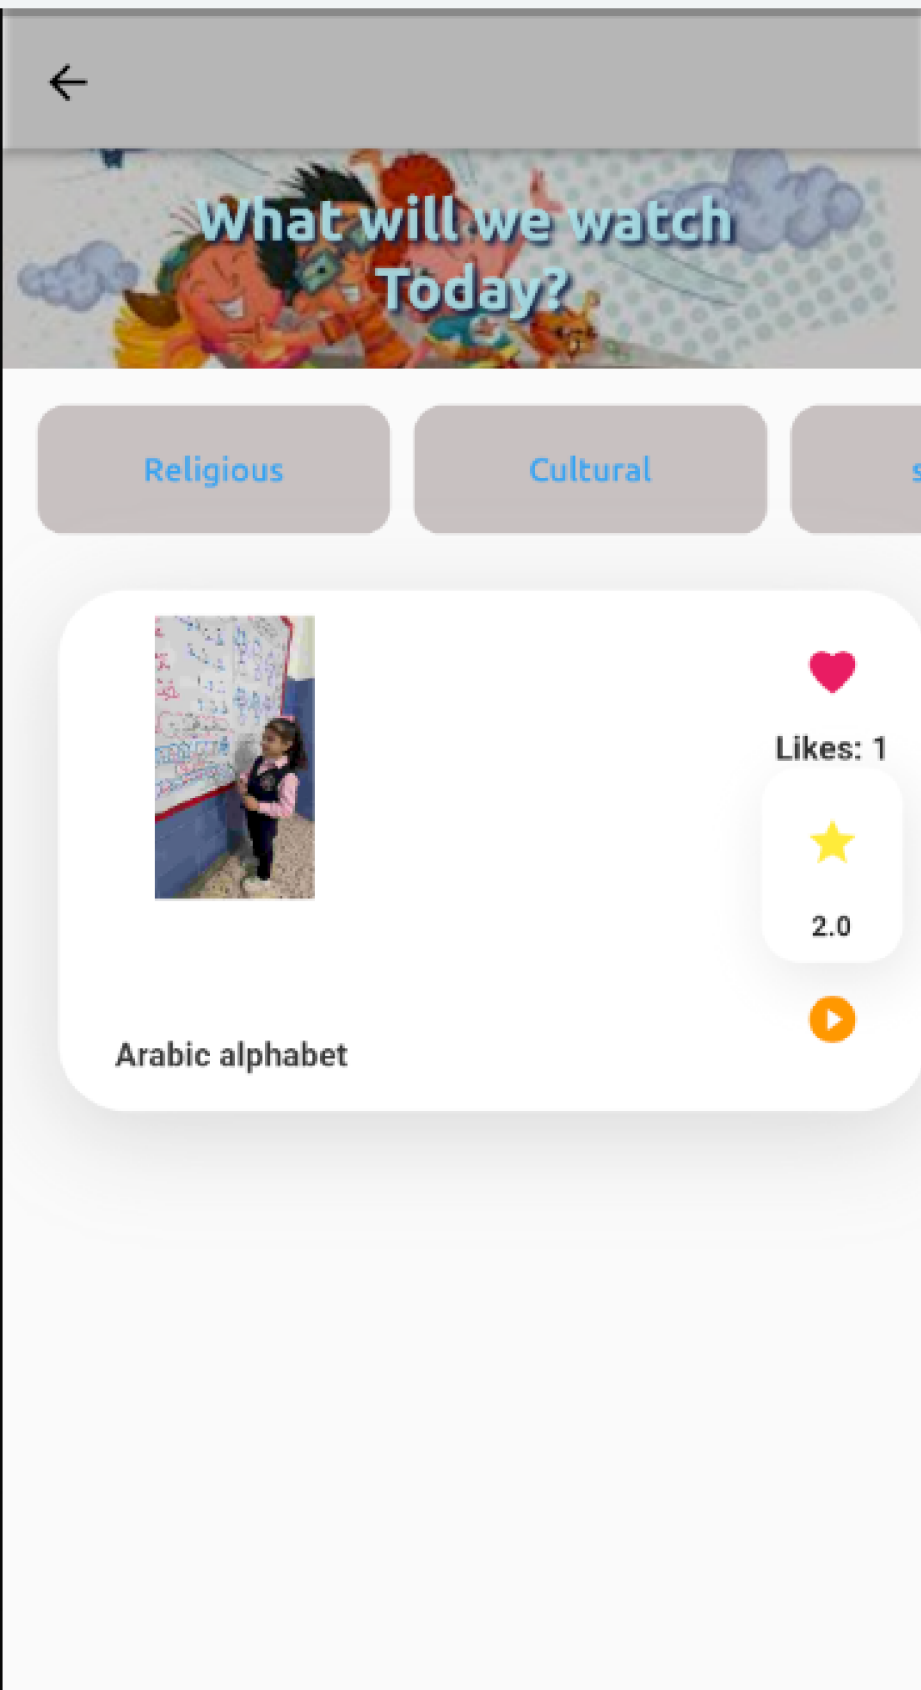 What will we watch
Today?
Religious
Cultural
s
Likes: 1
2.0
Arabic alphabet